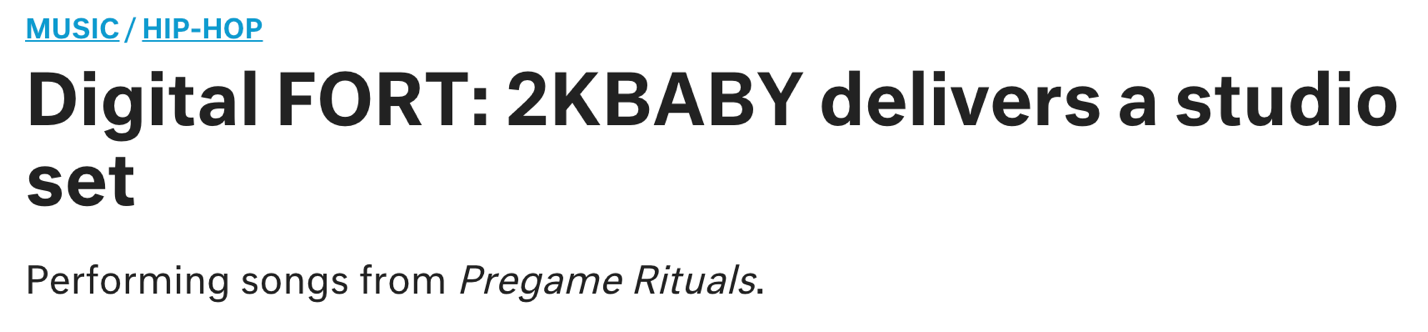 MUSIC / HIP-HOP
Digital FORT: 2KBABY delivers a studio
set
Performing songs from Pregame Rituals.